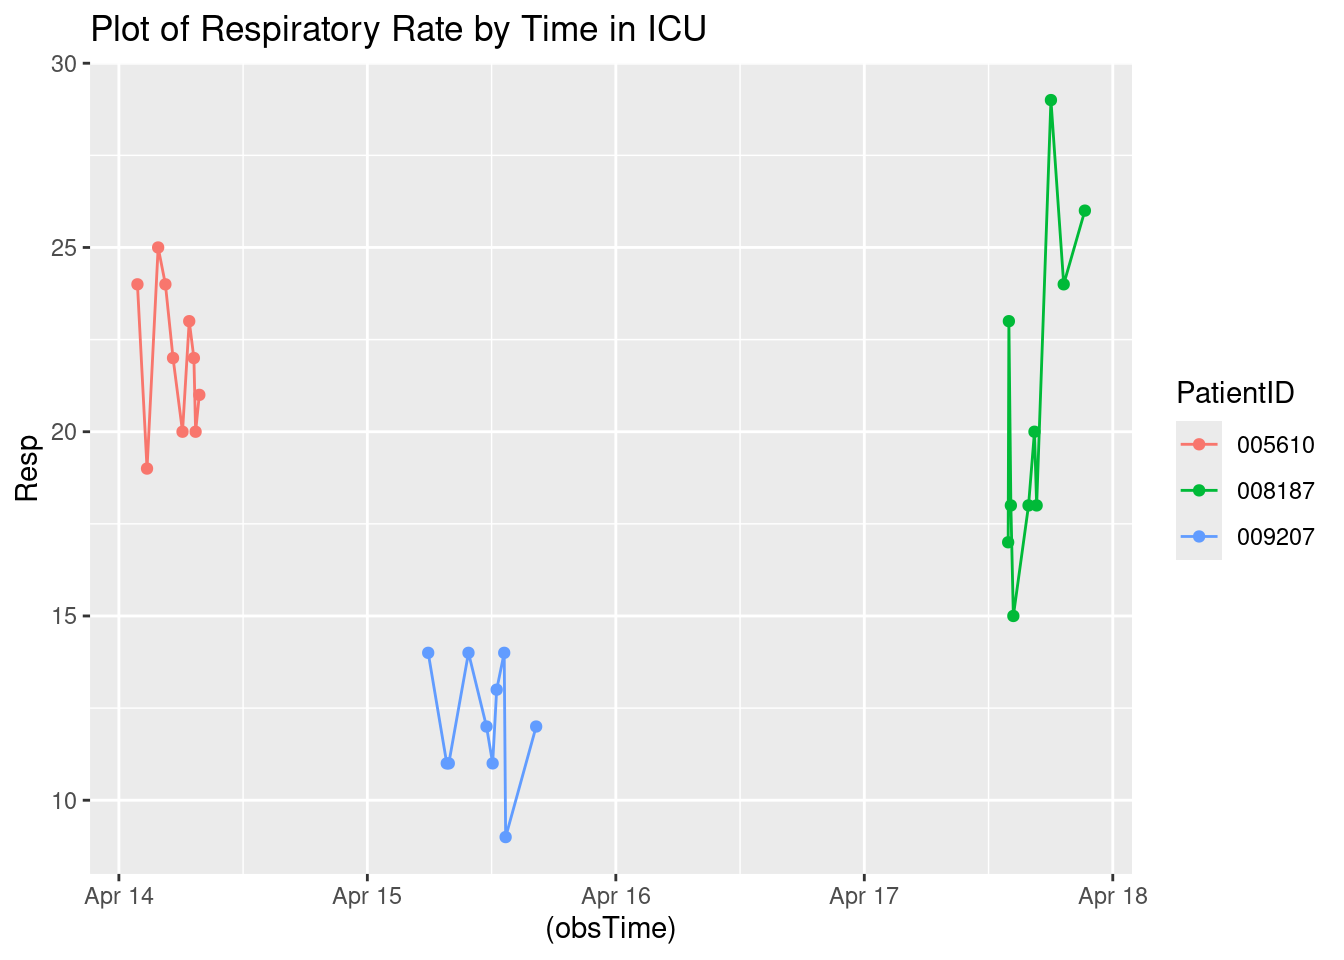 Plot of Respiratory Rate by Time in ICU
30
25
20
15
10
Resp
Apr 14 Apr 15 Apr 16 Apr 17 Apr 18
(obsTime)
PatientID
005610
008187
009207